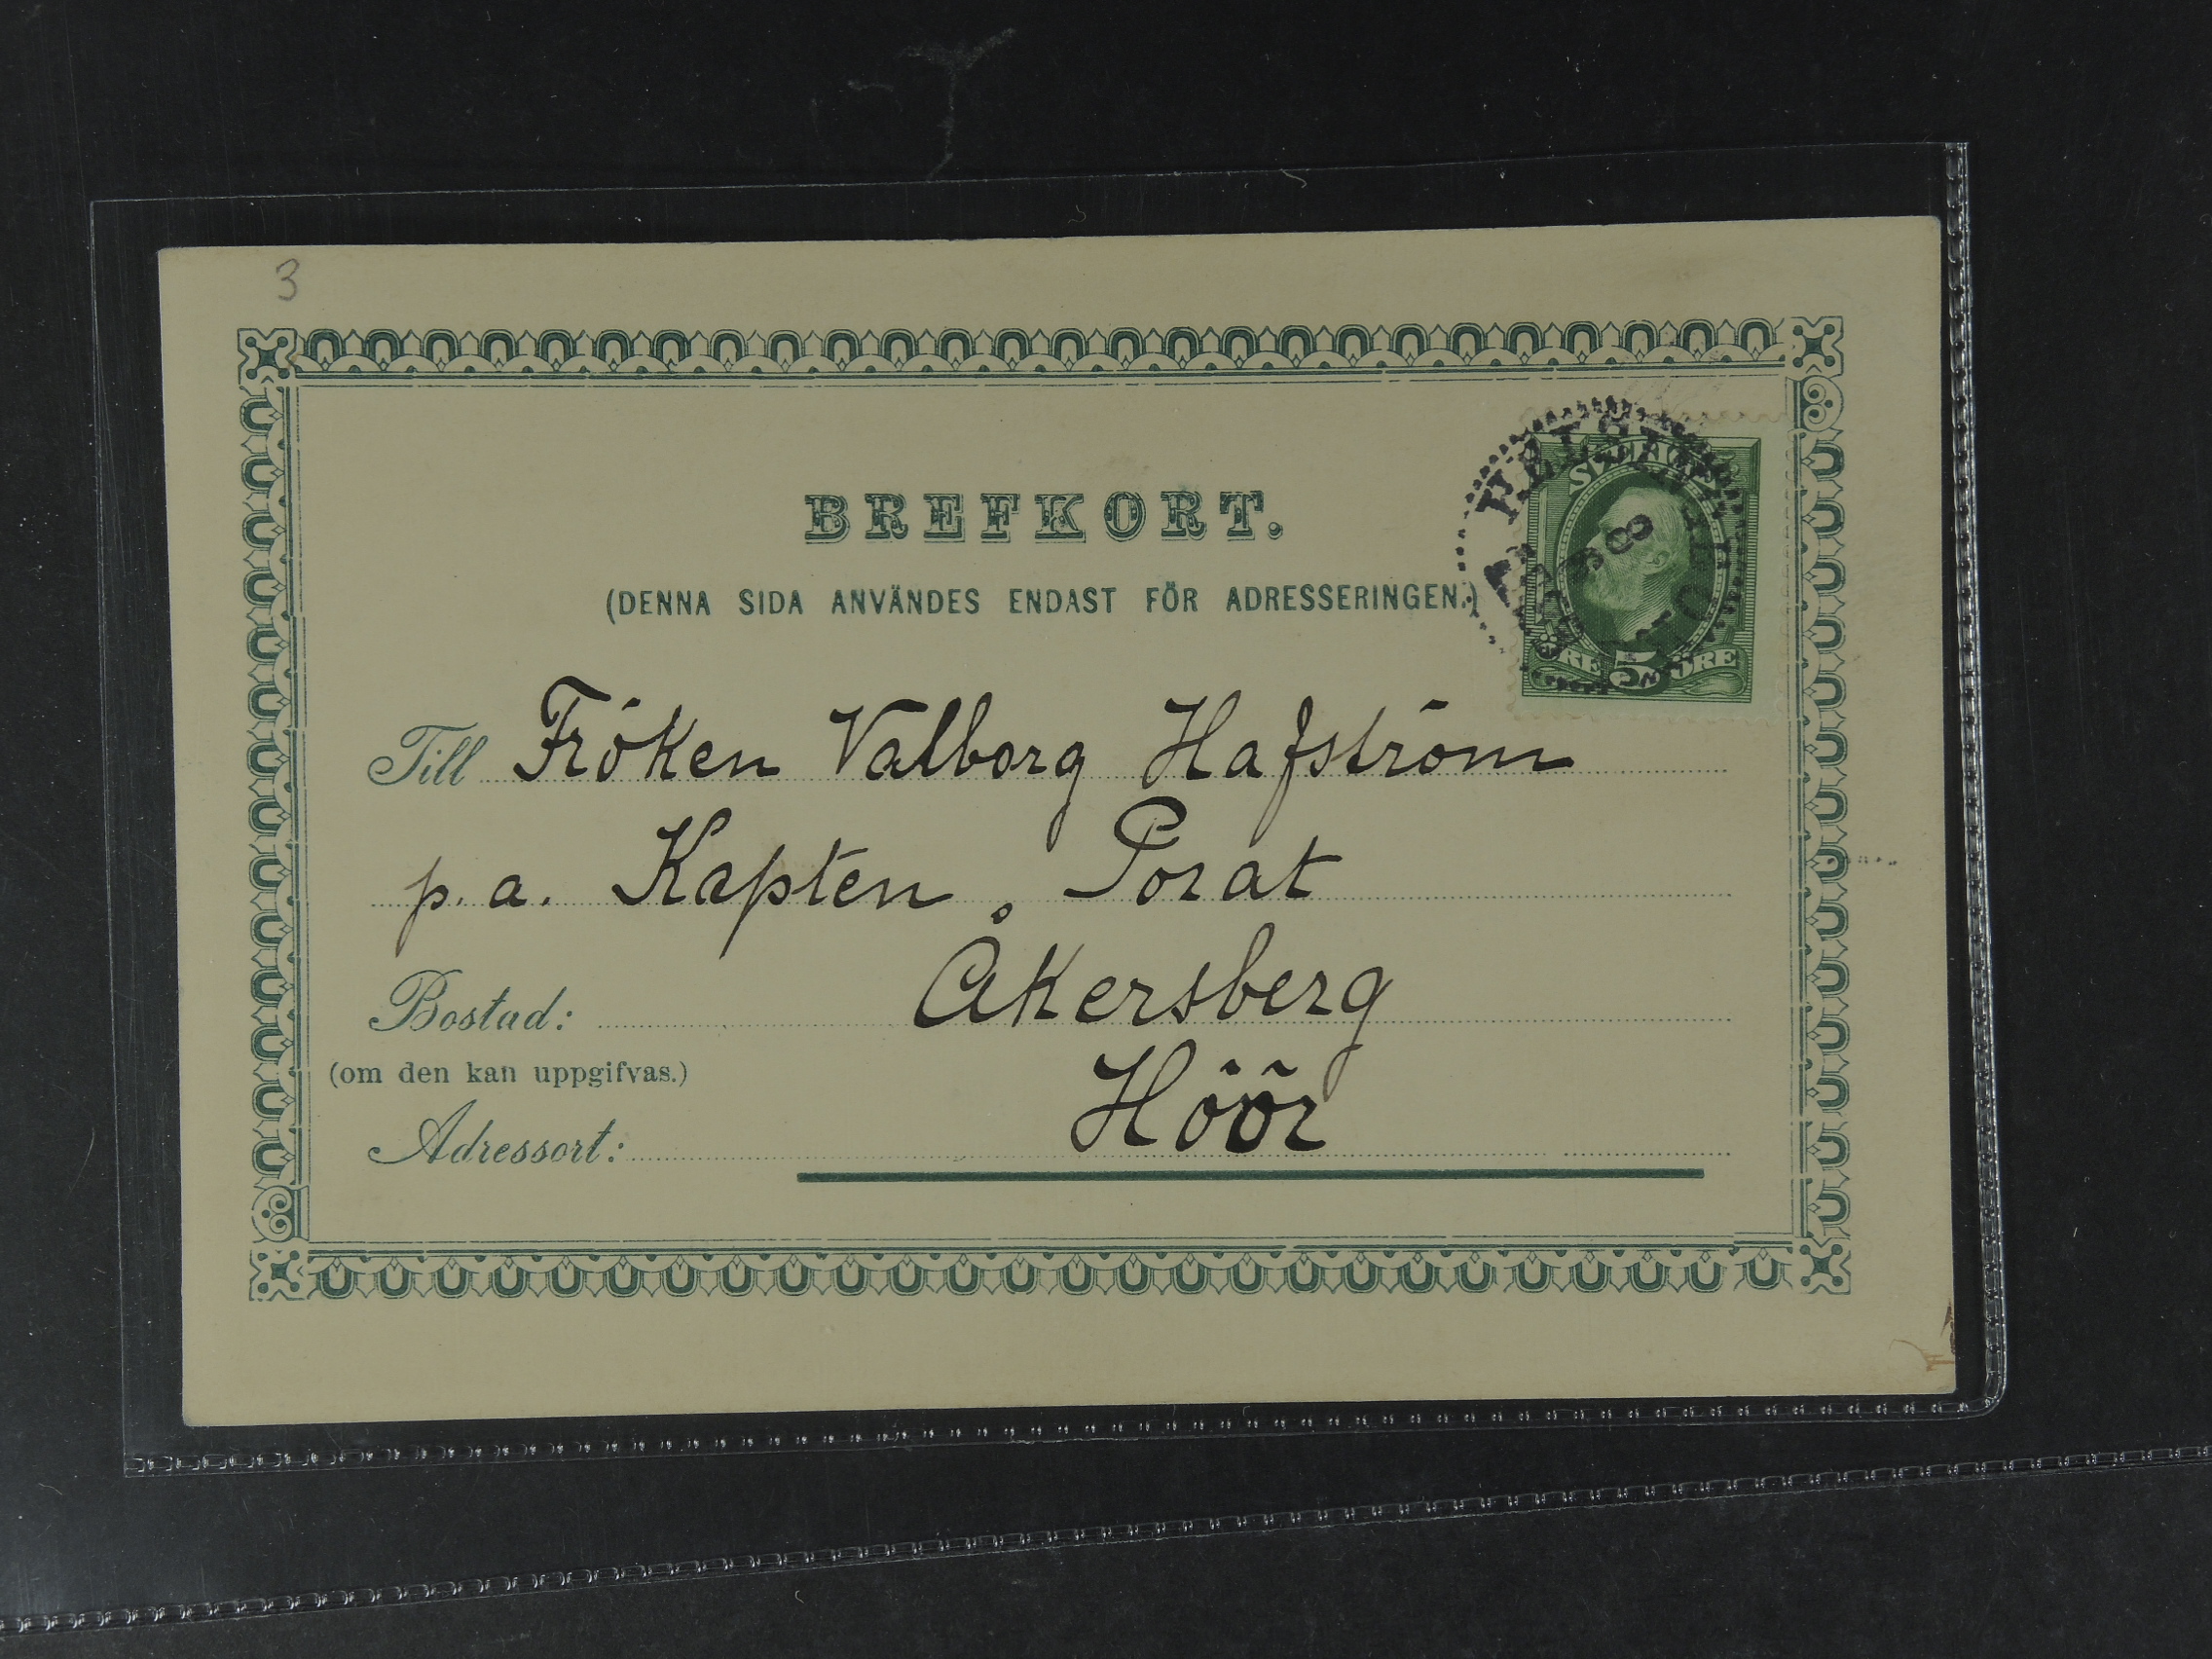 3
BREFKORT.
(DENNA SIDA ANVÄNDES ENDAST FÖR ADRESSERINGEN.)
SVERIGE
ÖRE 5 ÖRE
Till Fröken Valborg Hafström
p. a. Kapten Porat
Bostad: Åkersberg
(om den kan uppgifvas.)
Höör
Adressort: